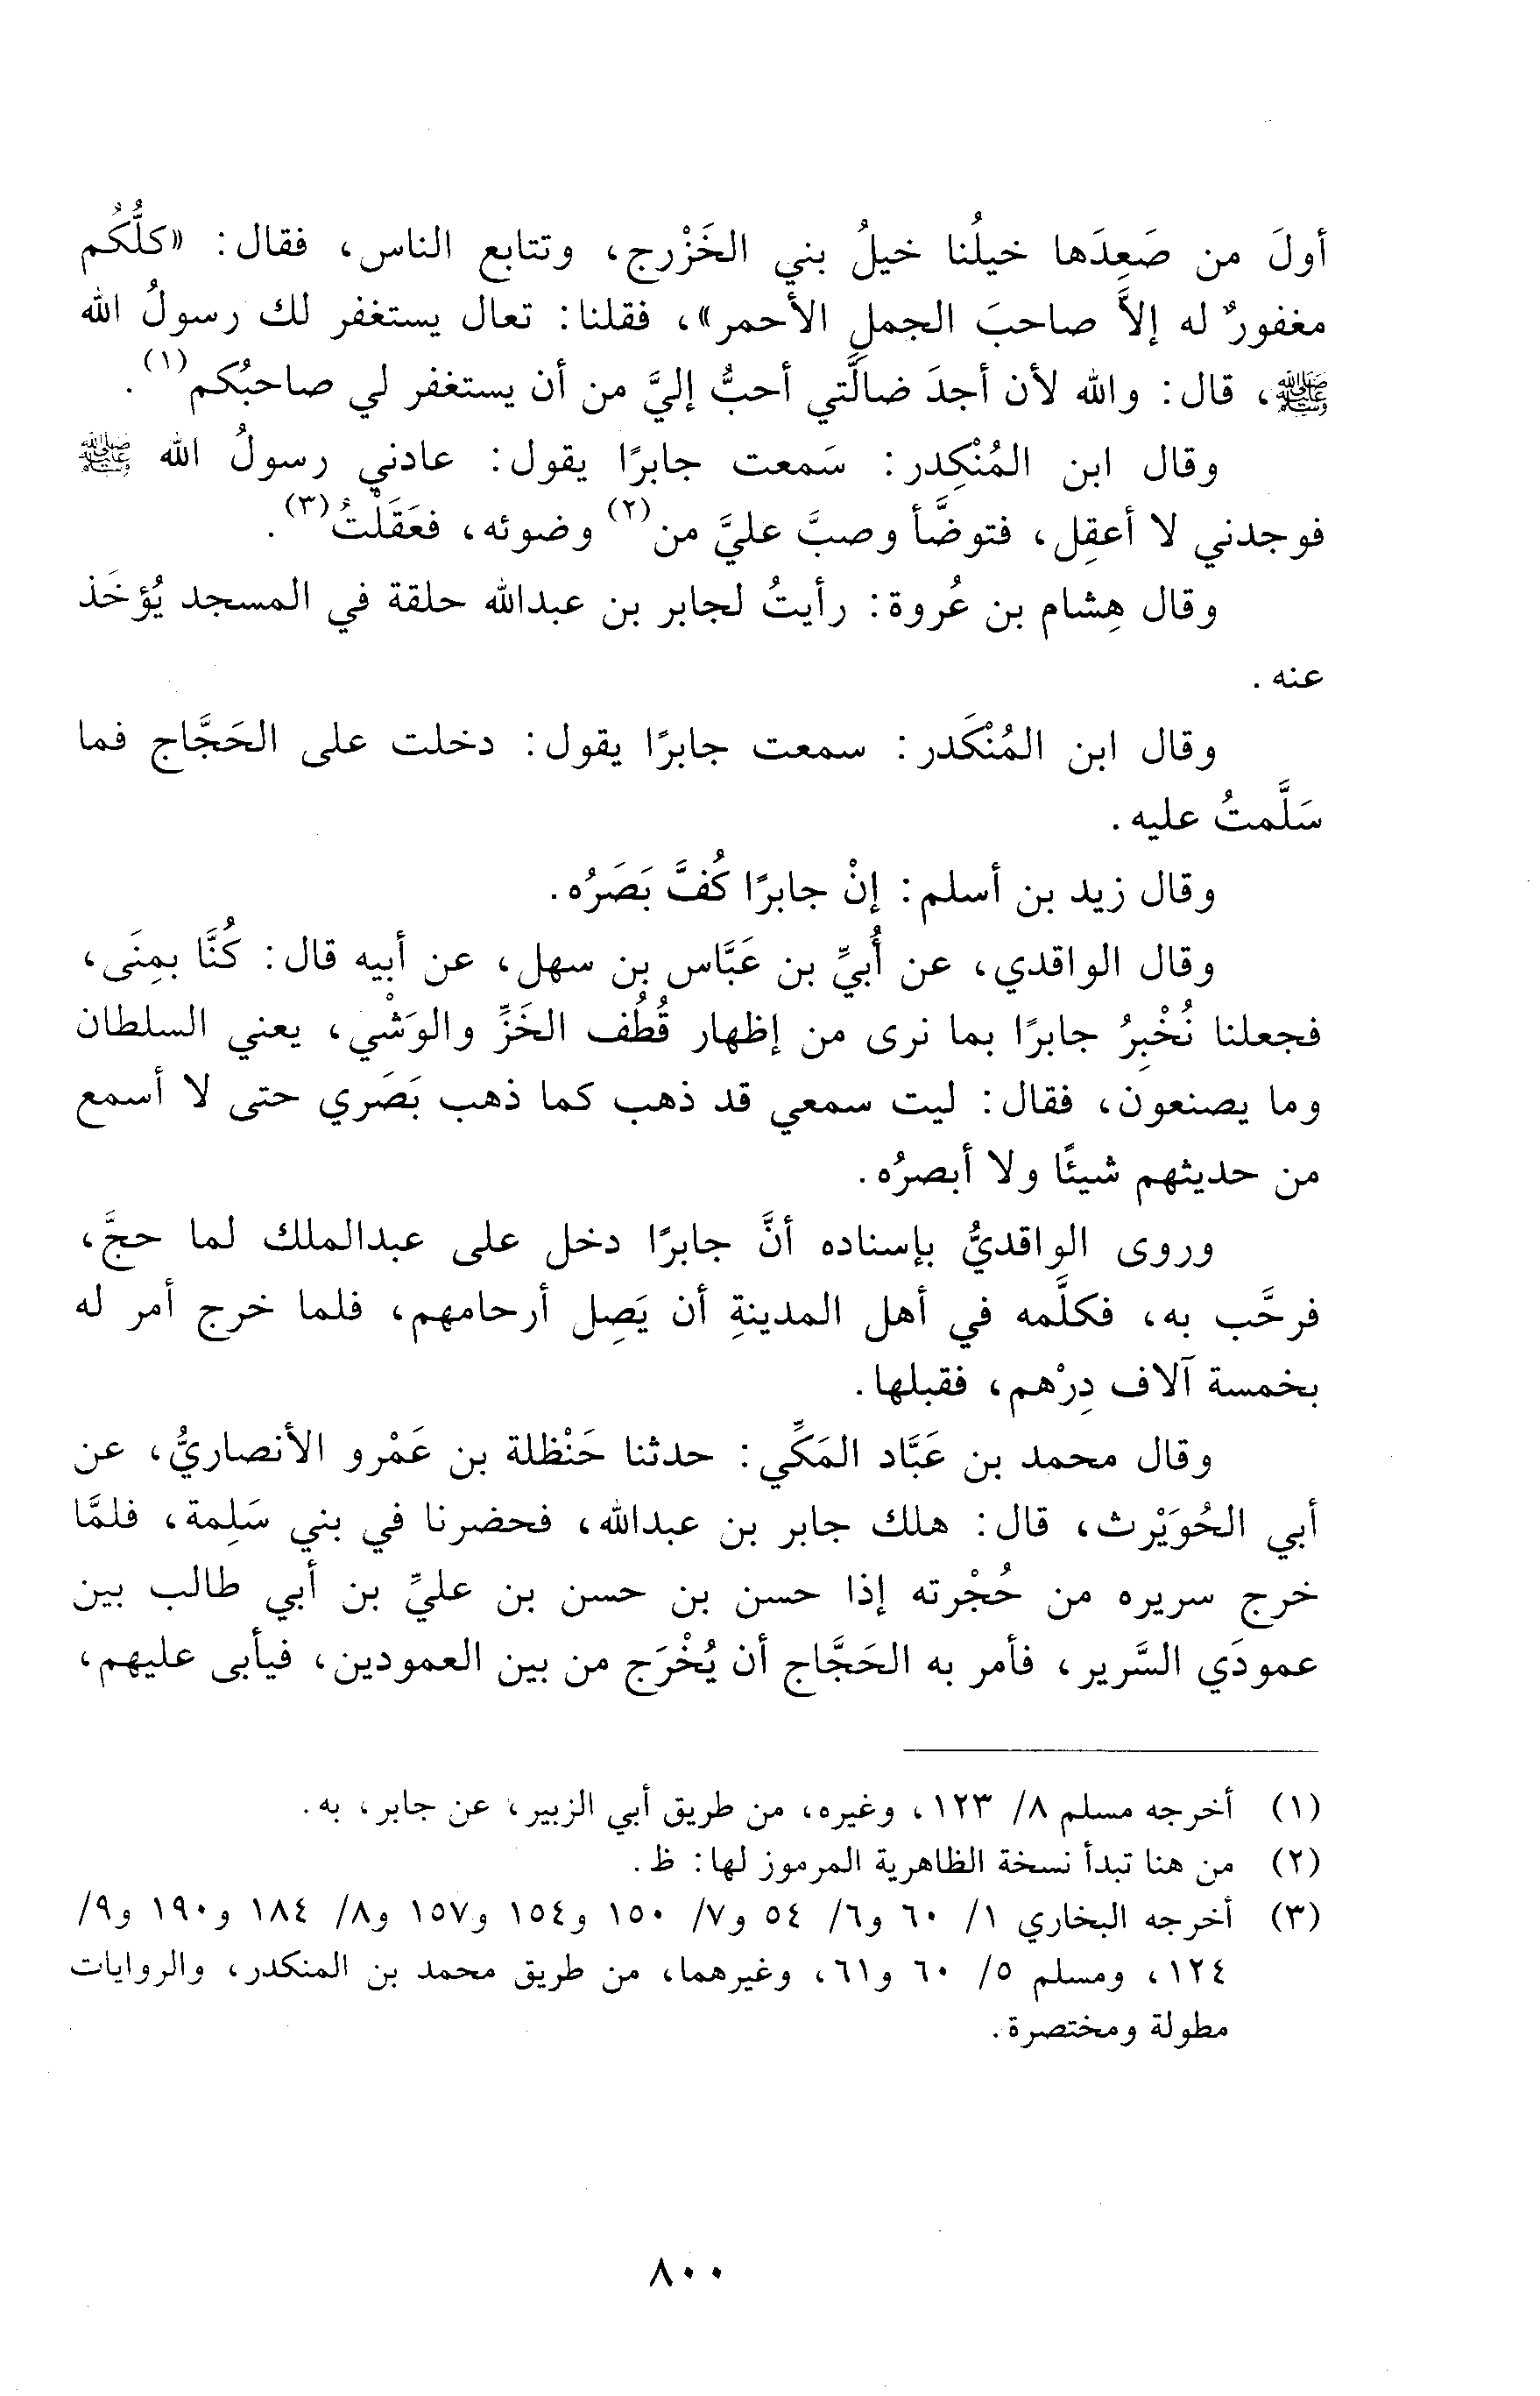 أولَ من صَعِدَها خيلُنا خيلُ بني الخَزْرج، وتتابع الناس، فقال: «كلُّكُم
مغفورٌ له إلاَّ صاحبَ الجملِ الأحمر»، فقلنا: تعال يستغفر لك رسولُ الله
ﷺ، قال: والله لأن أجدَ ضالَّتي أحبُّ إليَّ من أن يستغفر لي صاحبُكم(١).
وقال ابن المُنْكِدر: سَمعت جابرًا يقول: عادني رسولُ الله ﷺ
فوجدني لا أعقِل، فتوضَّأ وصبَّ عليَّ من(٢) وضوئه، فعَقَلْتُ(٣).
وقال هِشام بن عُروة: رأيتُ لجابر بن عبدالله حلقة في المسجد يُؤخَذ
عنه.
وقال ابن المُنْكَدر: سمعت جابرًا يقول: دخلت على الحَجَّاج فما
سَلَّمتُ عليه.
وقال زيد بن أسلم: إنْ جابرًا كُفَّ بَصَرُه.
وقال الواقدي، عن أُبيِّ بن عَبَّاس بن سهل، عن أبيه قال: كُنَّا بمِنَى،
فجعلنا نُخْبِرُ جابرًا بما نرى من إظهار قُطُف الخَزِّ والوَشْي، يعني السلطان
وما يصنعون، فقال: ليت سمعي قد ذهب كما ذهب بَصَري حتى لا أسمع
من حديثهم شيئًا ولا أبصرُه.
وروى الواقديُّ بإسناده أنَّ جابرًا دخل على عبدالملك لما حجَّ،
فرحَّب به، فكلَّمه في أهل المدينةِ أن يَصِل أرحامهم، فلما خرج أمر له
بخمسة آلاف دِرْهم، فقبلها.
وقال محمد بن عَبَّاد المَكِّي: حدثنا حَنْظلة بن عَمْرو الأنصاريُّ، عن
أبي الحُوَيْرث، قال: هلك جابر بن عبدالله، فحضرنا في بني سَلِمة، فلمَّا
خرج سريره من حُجْرته إذا حسن بن حسن بن عليِّ بن أبي طالب بين
عمودَي السَّرير، فأمر به الحَجَّاج أن يُخْرَج من بين العمودين، فيأبى عليهم،
(١) أخرجه مسلم ٨/ ١٢٣، وغيره، من طريق أبي الزبير، عن جابر، به.
(٢) من هنا تبدأ نسخة الظاهرية المرموز لها: ظ.
(٣) أخرجه البخاري ١/ ٦٠ و٦/ ٥٤ و٧/ ١٥٠ و١٥٤ و١٥٧ و٨/ ١٨٤ و١٩٠ و٩/
١٢٤، ومسلم ٥/ ٦٠ و٦١، وغيرهما، من طريق محمد بن المنكدر، والروايات
مطولة ومختصرة.
٨٠٠